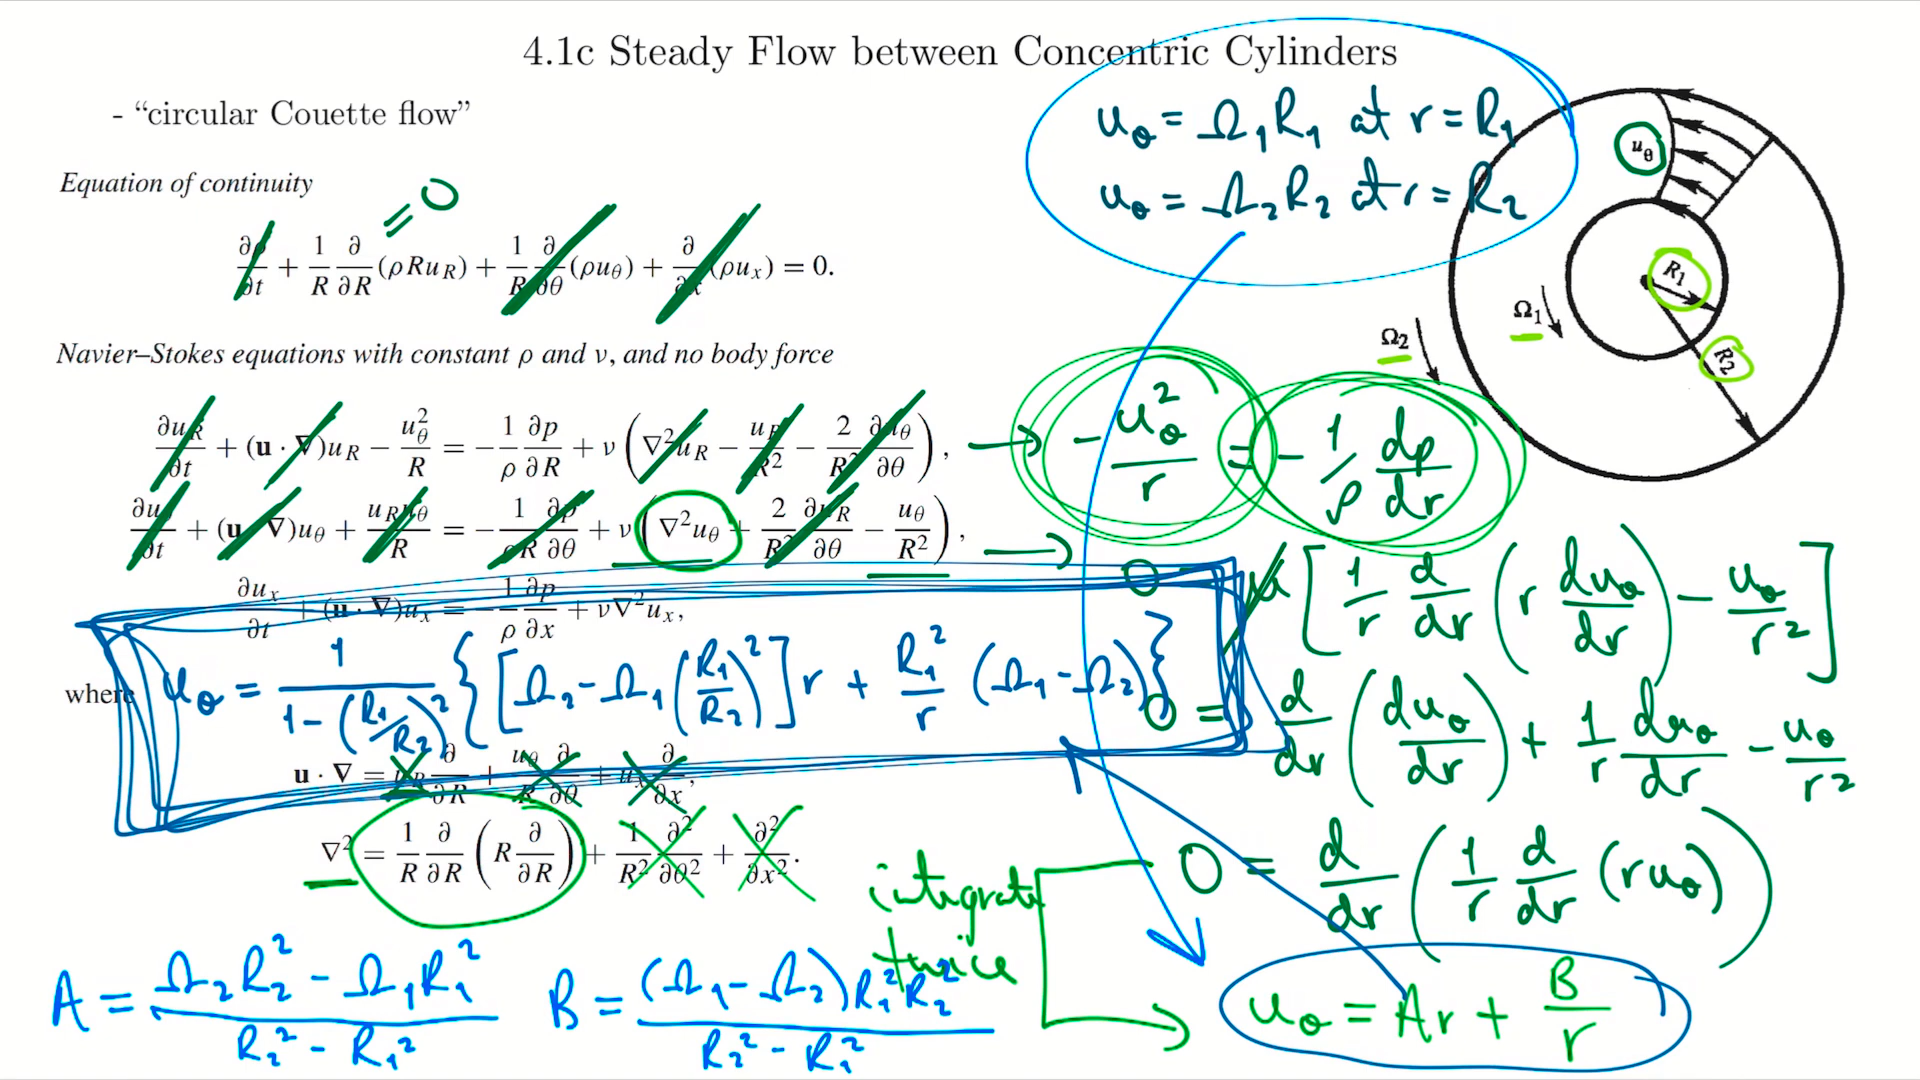 4.1c Steady Flow between Concentric Cylinders
- “circular Couette flow”
u_θ = Ω₁R₁ at r = R₁
u_θ = Ω₂R₂ at r = R₂
u_θ
R₁
R₂
Ω₁
Ω₂
Equation of continuity
= 0
∂ρ/∂t + 1/R ∂/∂R (ρRu_R) + 1/R ∂/∂θ (ρu_θ) + ∂/∂x (ρu_x) = 0.
Navier–Stokes equations with constant ρ and ν, and no body force
∂u_R/∂t + (u · ∇)u_R − u_θ²/R = −1/ρ ∂p/∂R + ν(∇²u_R − u_R/R² − 2/R² ∂u_θ/∂θ),
→ −u_θ²/r = −1/ρ dp/dr
∂u_θ/∂t + (u · ∇)u_θ + u_R u_θ/R = −1/ρR ∂p/∂θ + ν(∇²u_θ + 2/R² ∂u_R/∂θ − u_θ/R²),
→ 0 = μ[1/r d/dr (r du_θ/dr) − u_θ/r²]
∂u_x/∂t + (u · ∇)u_x = −1/ρ ∂p/∂x + ν∇²u_x,
where
u_θ = 1/(1 − (R₁/R₂)²) {[Ω₂ − Ω₁(R₁/R₂)²]r + R₁²/r (Ω₁ − Ω₂)}
0 = d/dr (du_θ/dr) + 1/r du_θ/dr − u_θ/r²
u · ∇ = u_R ∂/∂R + u_θ/R ∂/∂θ + u_x ∂/∂x,
∇² = 1/R ∂/∂R (R ∂/∂R) + 1/R² ∂²/∂θ² + ∂²/∂x².
0 = d/dr (1/r d/dr (r u_θ))
integrate
twice
A = (Ω₂R₂² − Ω₁R₁²)/(R₂² − R₁²)
B = (Ω₁ − Ω₂)R₁²R₂²/(R₂² − R₁²)
u_θ = Ar + B/r